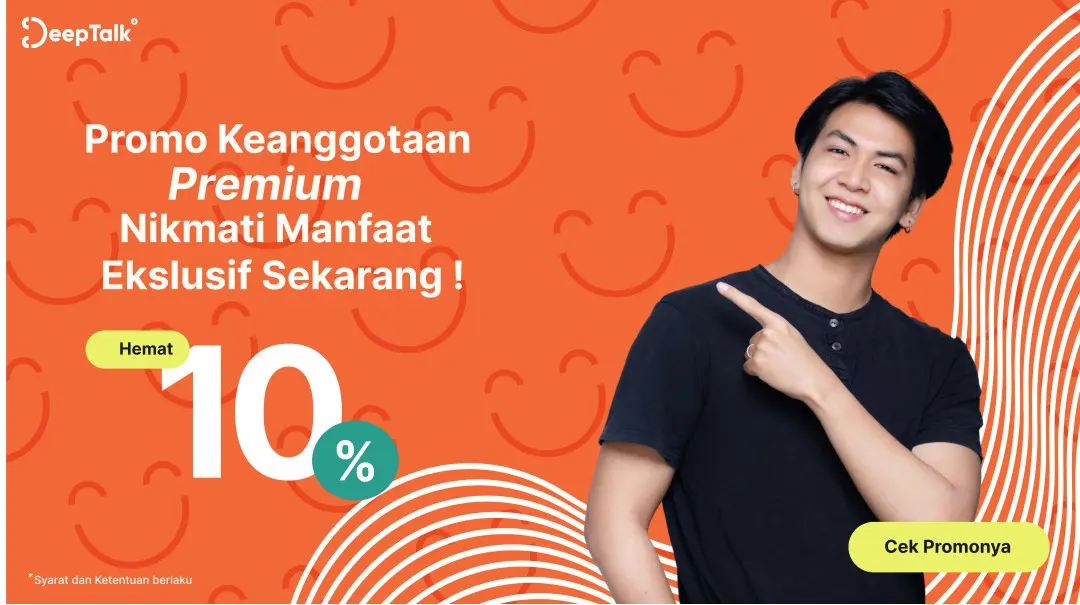 DeepTalk
Promo Keanggotaan
Premium
Nikmati Manfaat
Ekslusif Sekarang !
Hemat
10
%
Cek Promonya
*Syarat dan Ketentuan berlaku